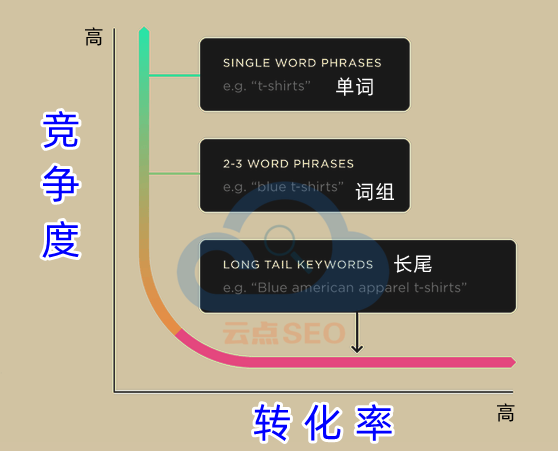 高
SINGLE WORD PHRASES
e.g. “t-shirts” 单词
竞争度
2-3 WORD PHRASES
e.g. “blue t-shirts” 词组
LONG TAIL KEYWORDS 长尾
e.g. “Blue american apparel t-shirts”
云点SEO
高
转化率